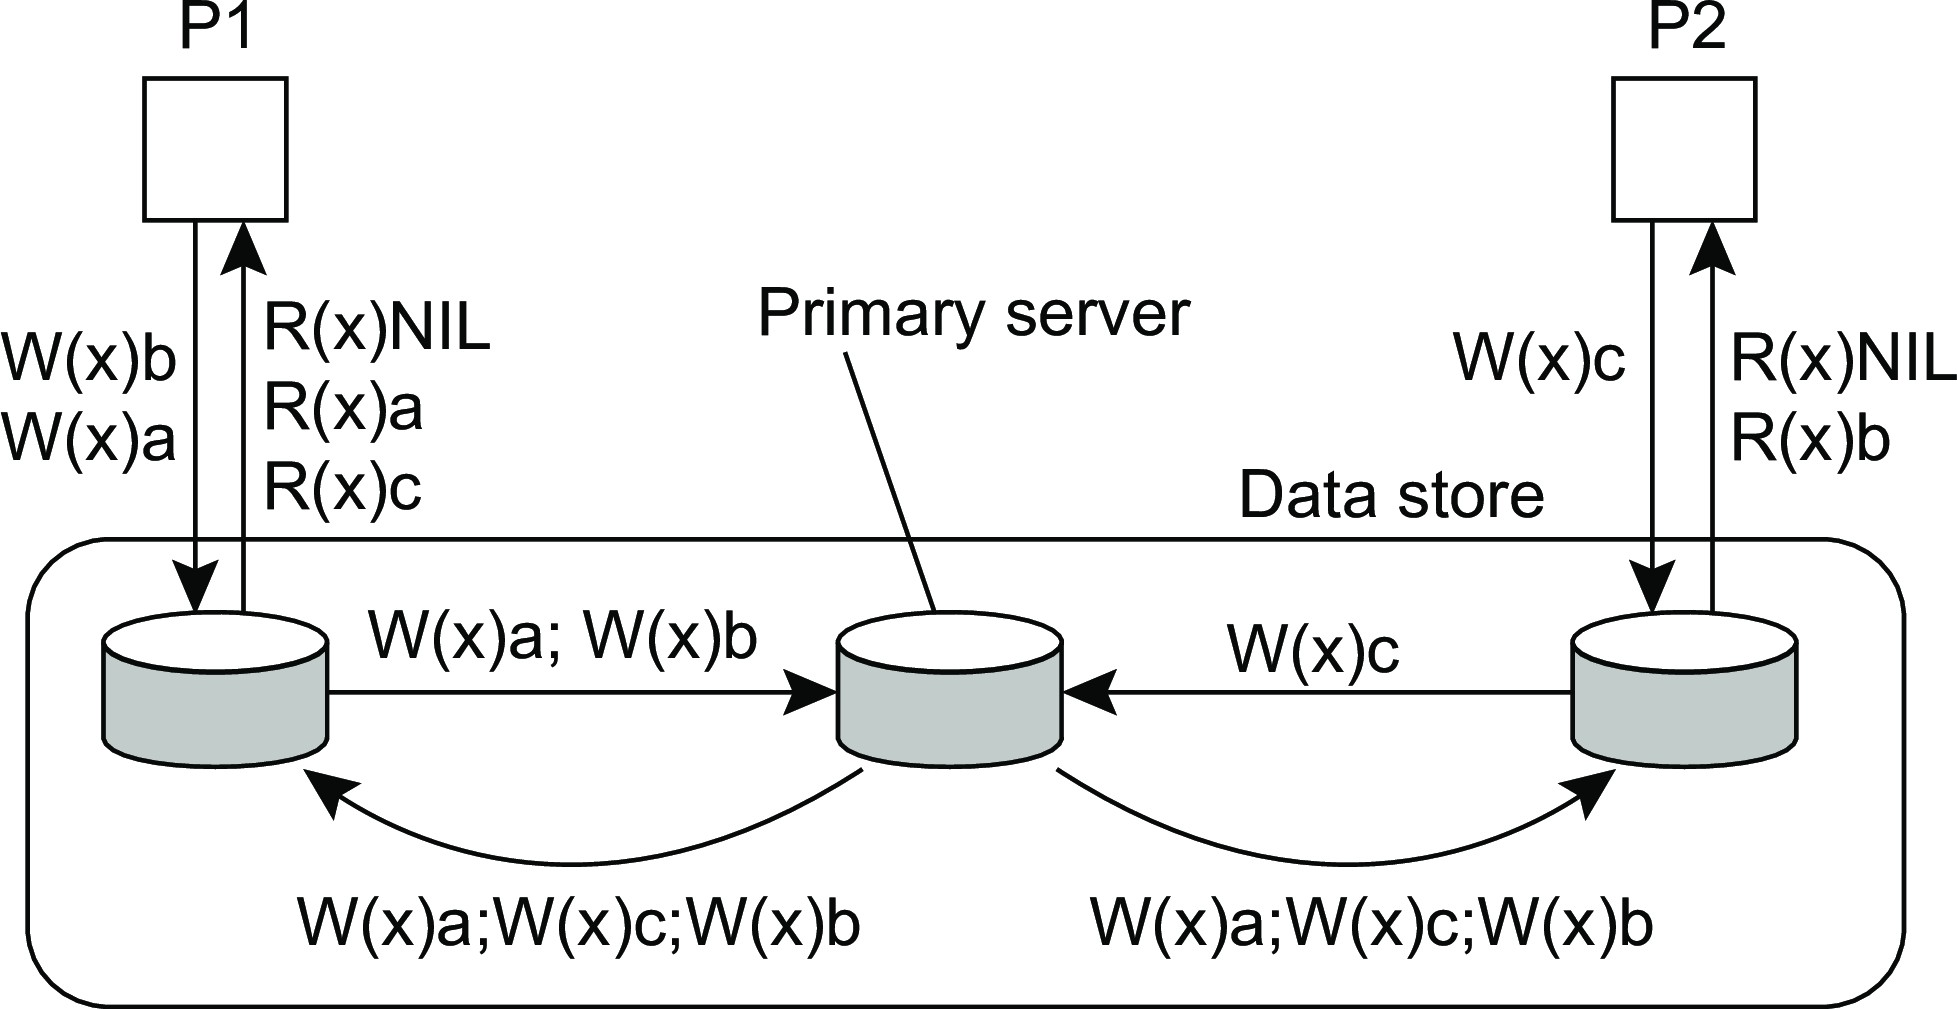 P1
P2
W(x)b
W(x)a
R(x)NIL
R(x)a
R(x)c
Primary server
W(x)c
R(x)NIL
R(x)b
Data store
W(x)a; W(x)b
W(x)c
W(x)a;W(x)c;W(x)b
W(x)a;W(x)c;W(x)b